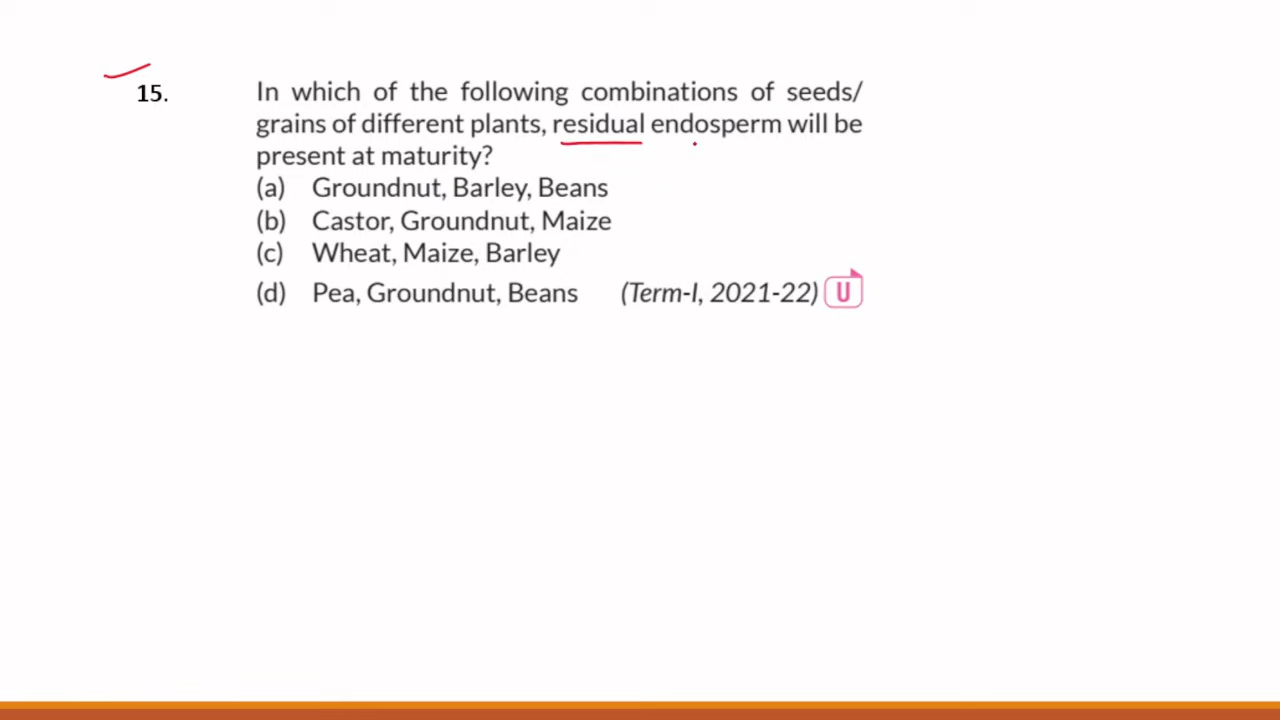 15. In which of the following combinations of seeds/
grains of different plants, residual endosperm will be
present at maturity?
(a) Groundnut, Barley, Beans
(b) Castor, Groundnut, Maize
(c) Wheat, Maize, Barley
(d) Pea, Groundnut, Beans (Term-I, 2021-22) U